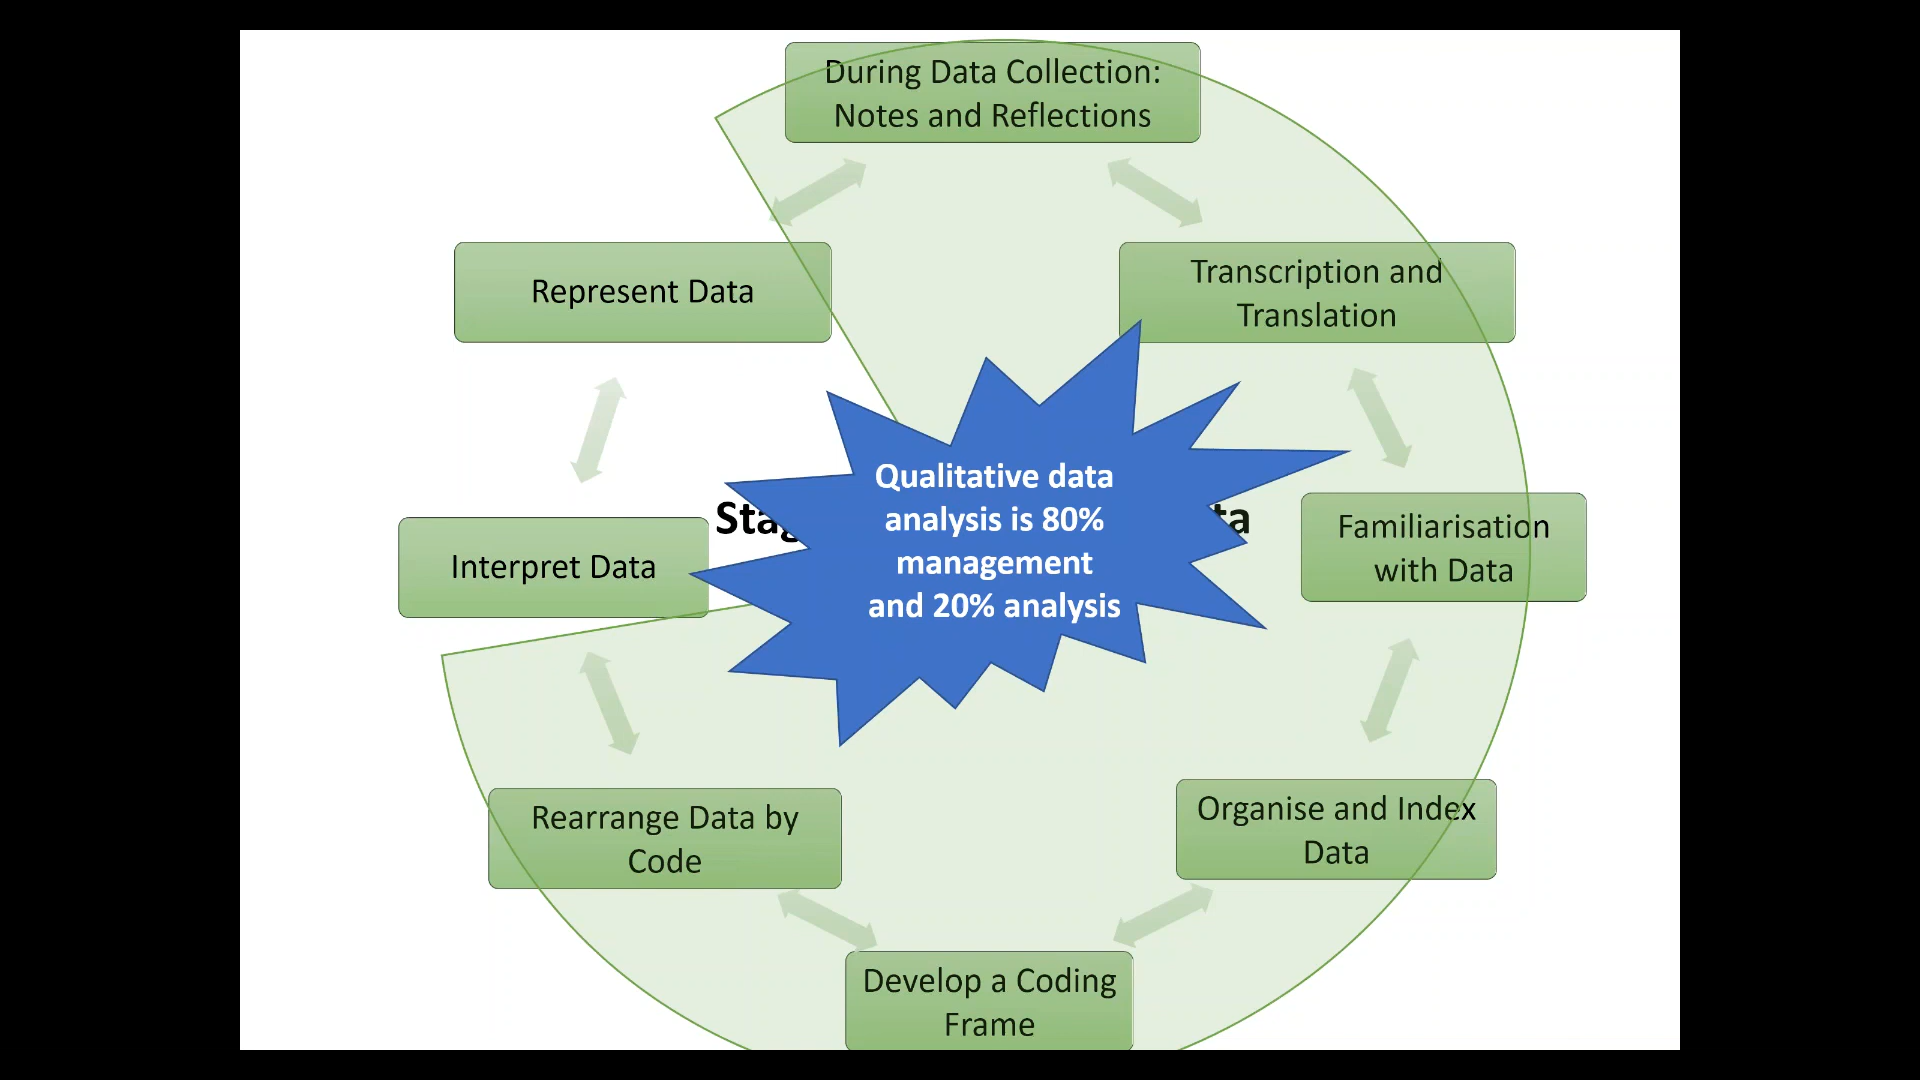 During Data Collection:
Notes and Reflections
Represent Data
Transcription and
Translation
Qualitative data
analysis is 80%
management
and 20% analysis
Familiarisation
with Data
Interpret Data
Organise and Index
Data
Rearrange Data by
Code
Develop a Coding
Frame